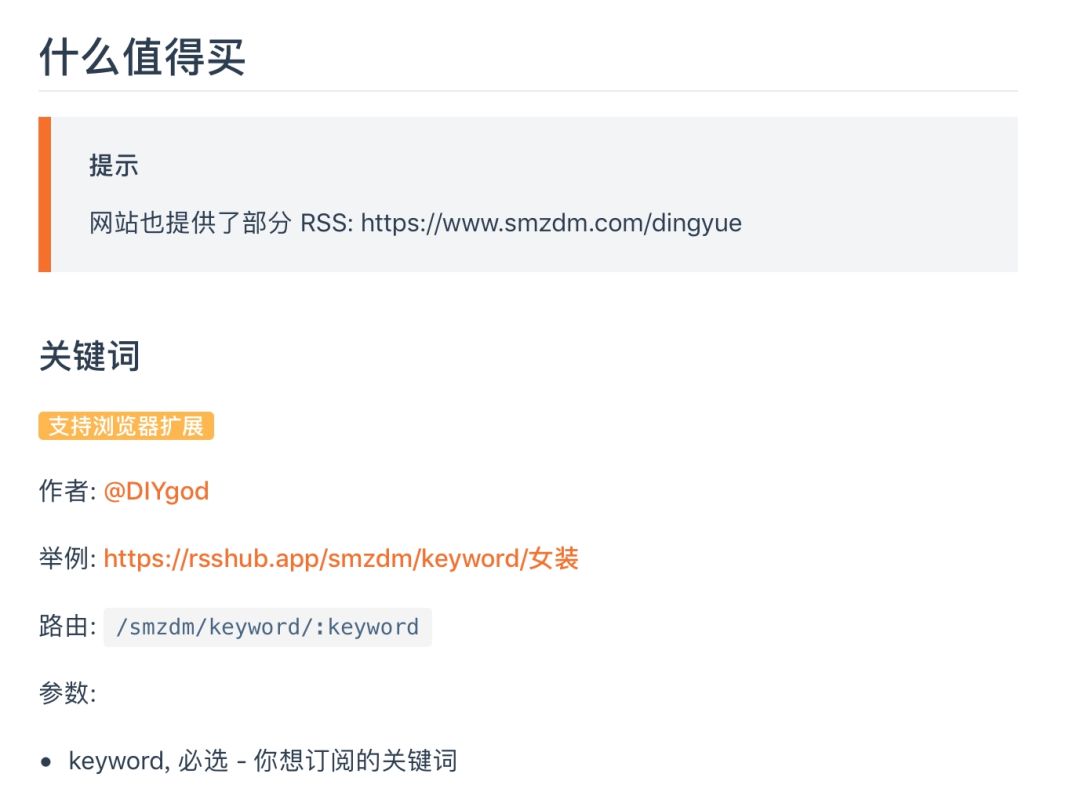 什么值得买
提示
网站也提供了部分 RSS: https://www.smzdm.com/dingyue
关键词
支持浏览器扩展
作者: @DIYgod
举例: https://rsshub.app/smzdm/keyword/女装
路由: /smzdm/keyword/:keyword
参数:
• keyword, 必选 - 你想订阅的关键词